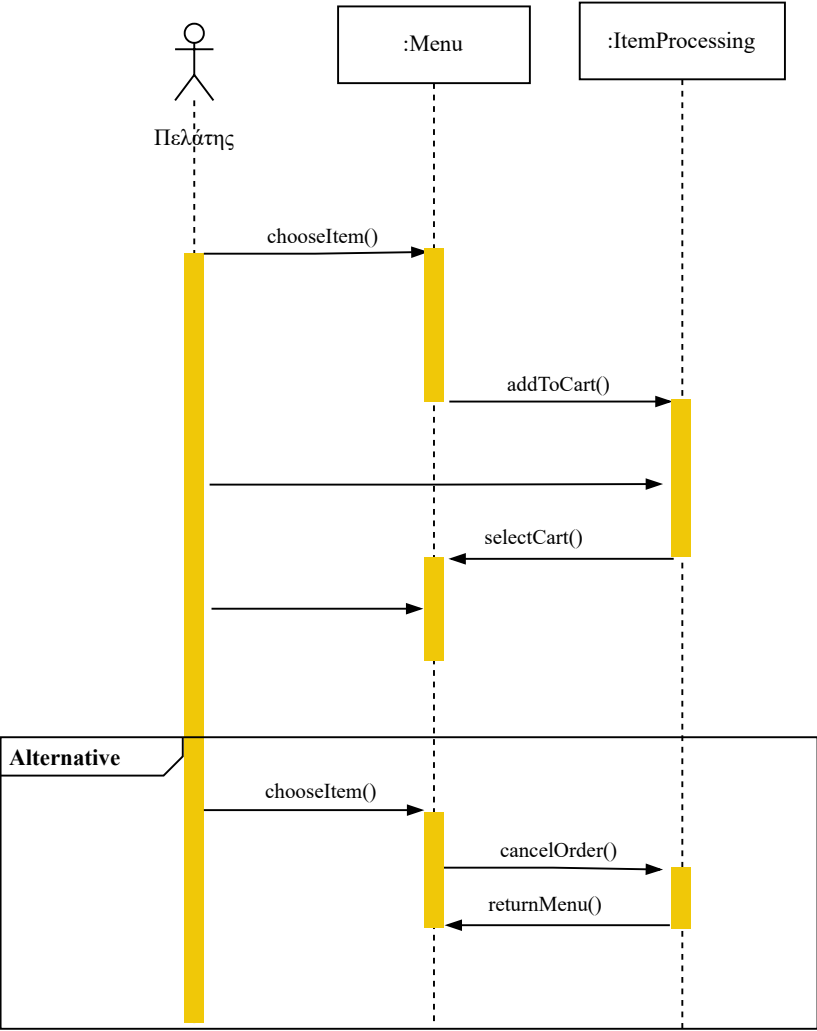 :Menu
:ItemProcessing
Πελάτης
chooseItem()
addToCart()
selectCart()
Alternative
chooseItem()
cancelOrder()
returnMenu()